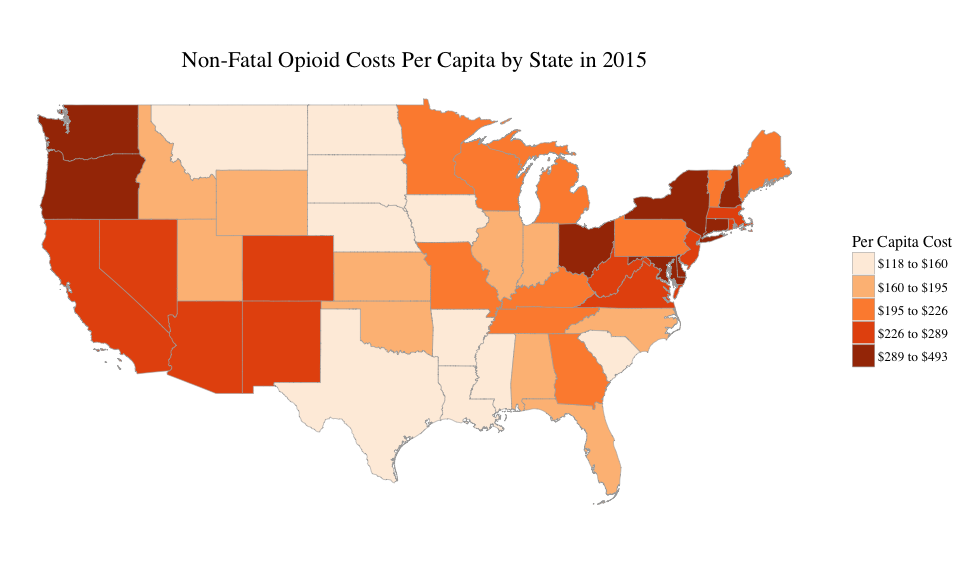 Non-Fatal Opioid Costs Per Capita by State in 2015
Per Capita Cost
$118 to $160
$160 to $195
$195 to $226
$226 to $289
$289 to $493